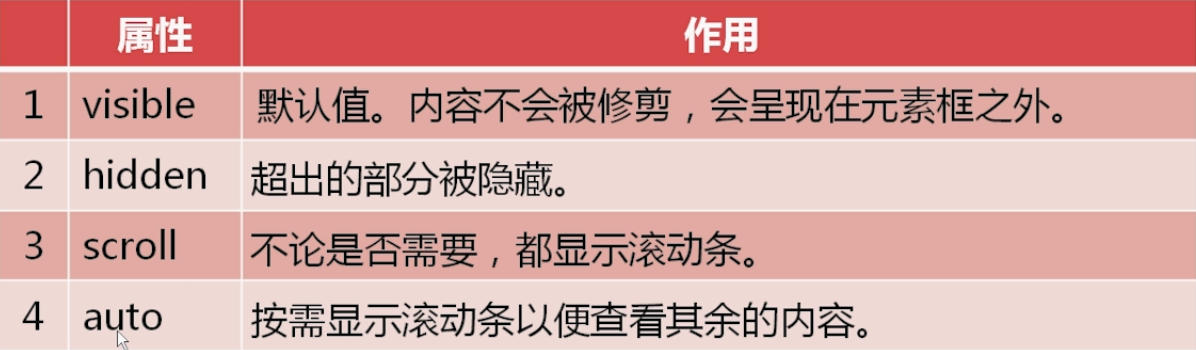 属性 作用
1 visible 默认值。内容不会被修剪，会呈现在元素框之外。
2 hidden 超出的部分被隐藏。
3 scroll 不论是否需要，都显示滚动条。
4 auto 按需显示滚动条以便查看其余的内容。